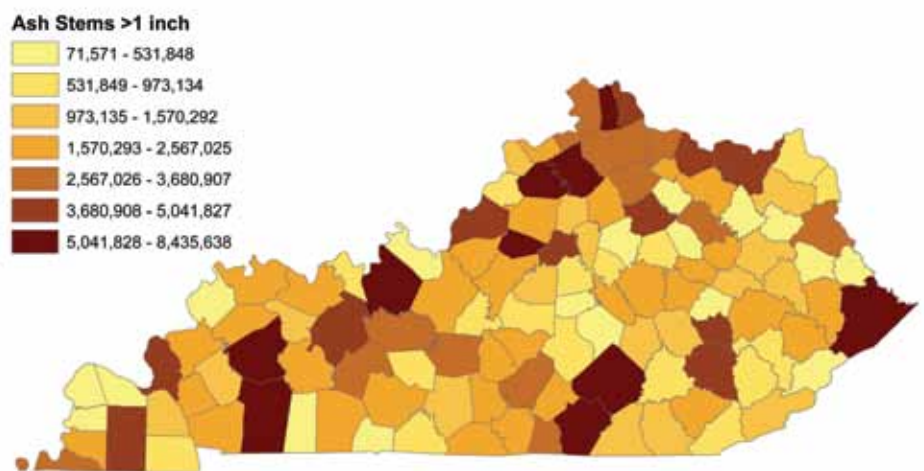 Ash Stems >1 inch
71,571 - 531,848
531,849 - 973,134
973,135 - 1,570,292
1,570,293 - 2,567,025
2,567,026 - 3,680,907
3,680,908 - 5,041,827
5,041,828 - 8,435,638